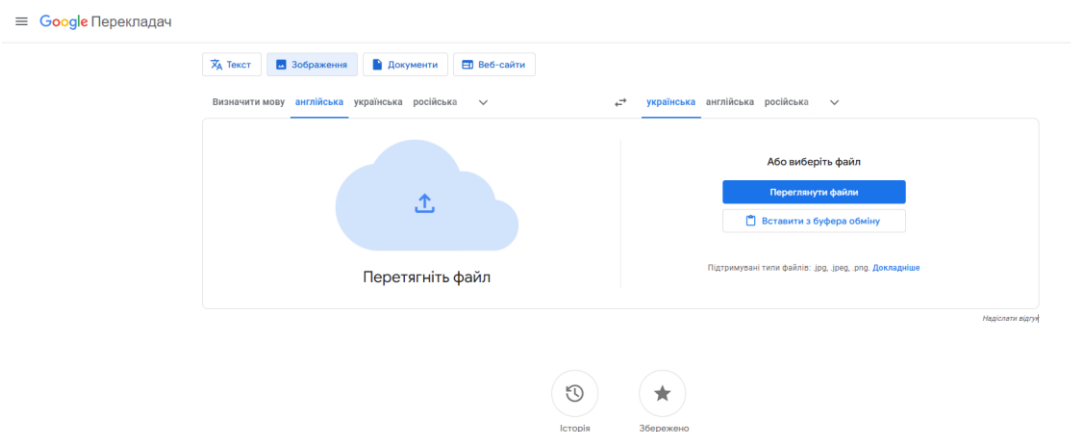 Google Перекладач
Текст Зображення Документи Веб-сайти
Визначити мову англійська українська російська українська англійська російська
Або виберіть файл
Переглянути файли
Вставити з буфера обміну
Перетягніть файл
Підтримувані типи файлів: .jpg, .jpeg, .png. Докладніше
Надіслати відгук
Історія Збережено